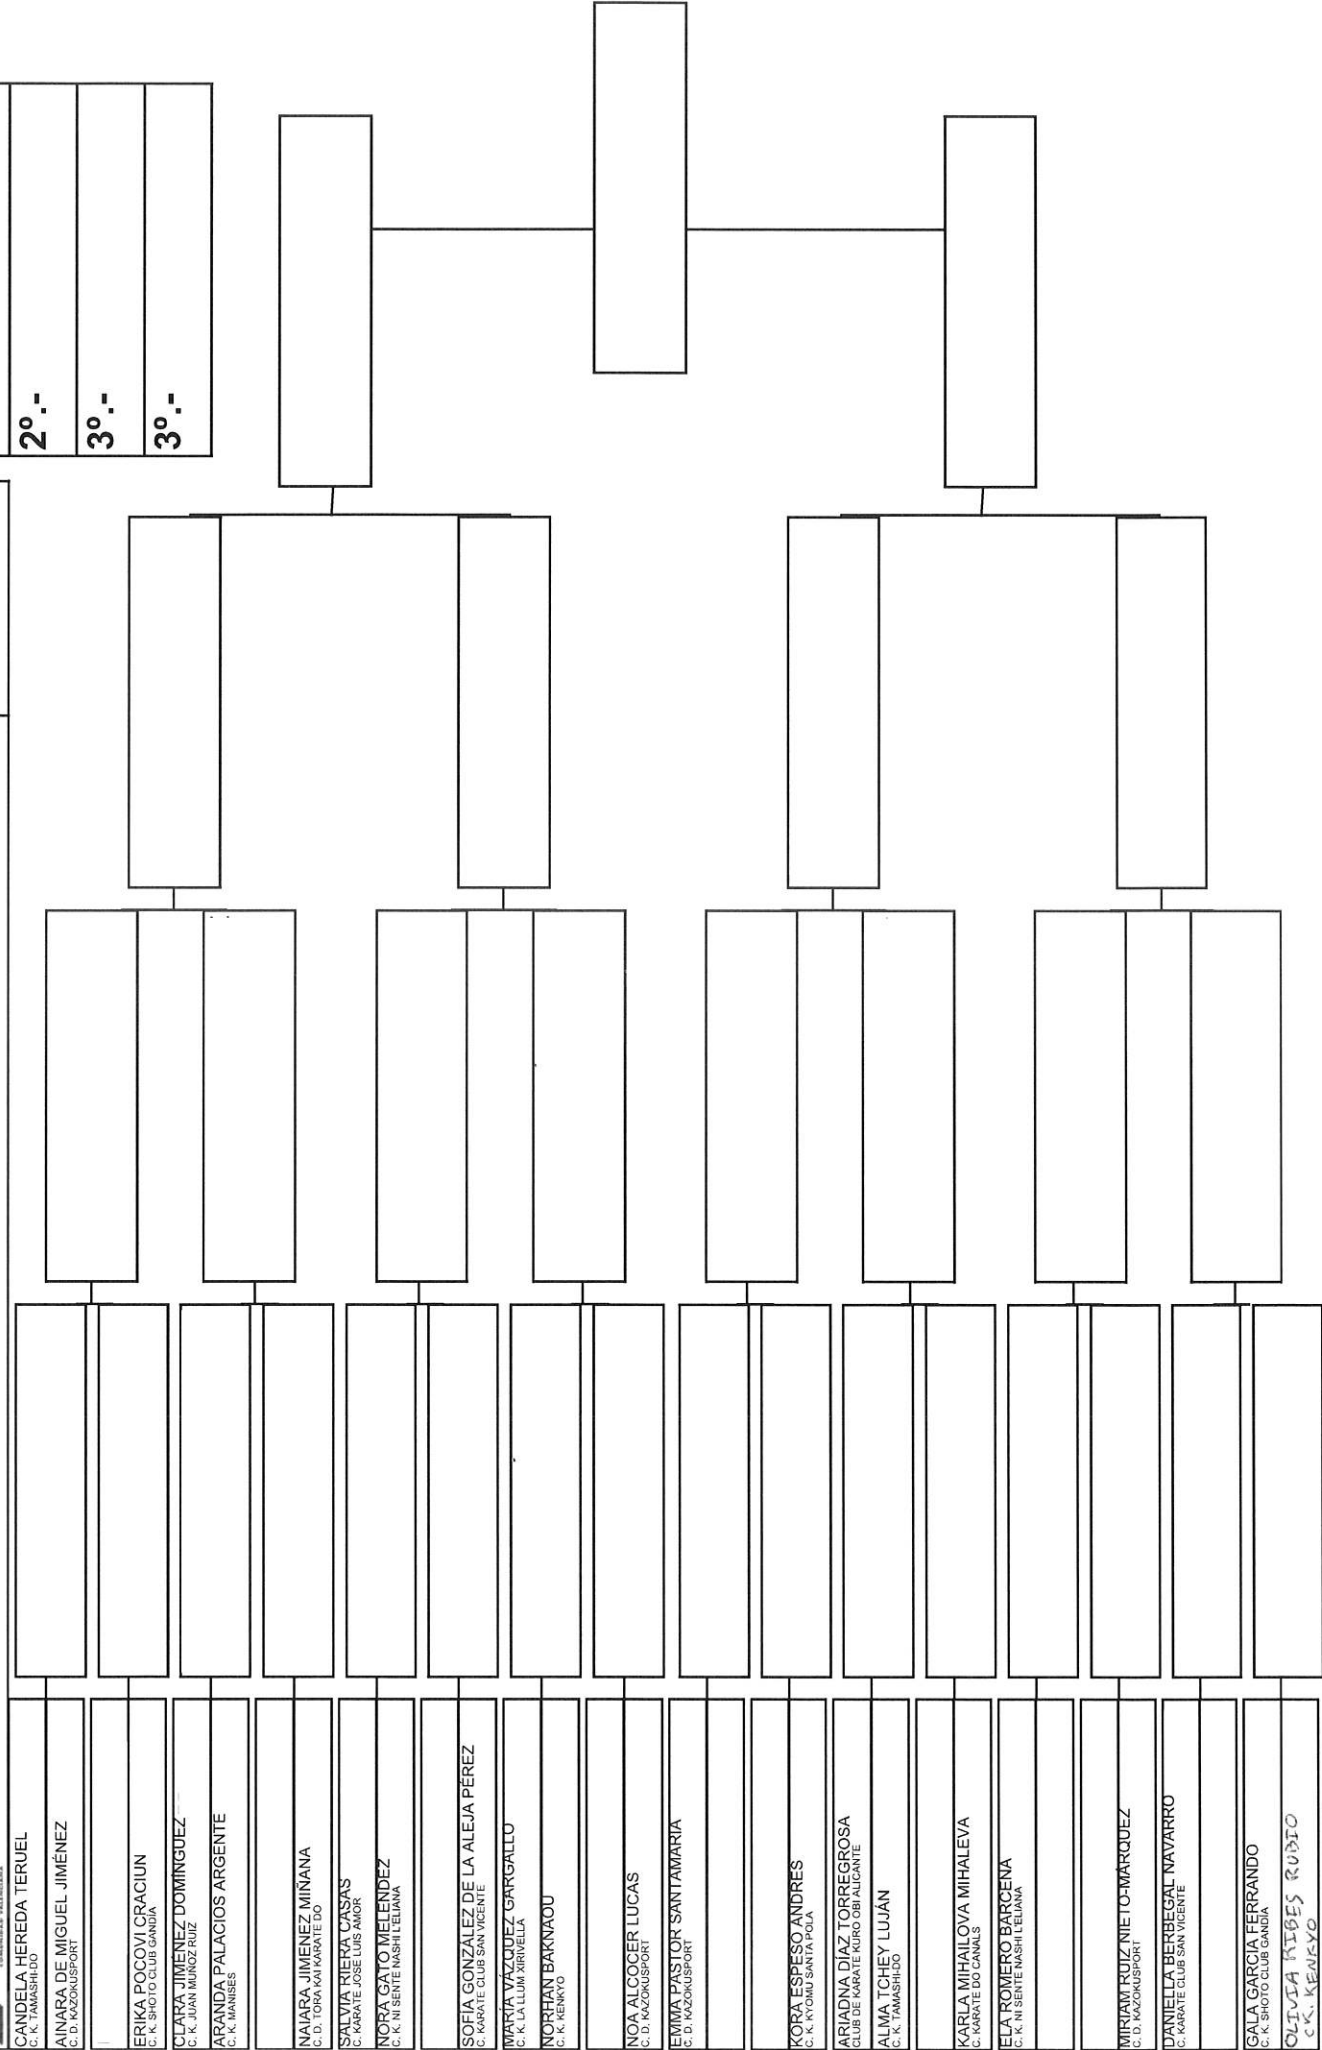 2º.-
3º.-
3º.-
CANDELA HEREDA TERUEL
C. K. TAMASHI-DO
AINARA DE MIGUEL JIMÉNEZ
C. D. KAZOKUSPORT
ERIKA POCOVI CRACIUN
C. K. SHOTO CLUB GANDÍA
CLARA JIMÉNEZ DOMÍNGUEZ
C. K. JUAN MUÑOZ RUIZ
ARANDA PALACIOS ARGENTE
C. K. MANISES
NAIARA JIMENEZ MIÑANA
C. D. TORA KAI KARATE DO
SALVIA RIERA CASAS
C. KARATE JOSE LUIS AMOR
NORA GATO MELENDEZ
C. K. NI SENTE NASHI L'ELIANA
SOFÍA GONZÁLEZ DE LA ALEJA PÉREZ
C. KARATE CLUB SAN VICENTE
MARÍA VÁZQUEZ GARGALLO
C. K. LA LLUM XIRIVELLA
NORHAN BAKNAOU
C. K. KENKYO
NOA ALCOCER LUCAS
C. D. KAZOKUSPORT
EMMA PASTOR SANTAMARIA
C. D. KAZOKUSPORT
KORA ESPESO ANDRES
C. K. KYOMU SANTA POLA
ARIADNA DÍAZ TORREGROSA
CLUB DE KARATE KURO OBI ALICANTE
ALMA TCHEY LUJÁN
C. K. TAMASHI-DO
KARLA MIHAILOVA MIHALEVA
C. KARATE DO CANALS
ELA ROMERO BARCENA
C. K. NI SENTE NASHI L'ELIANA
MIRIAM RUIZ NIETO-MÁRQUEZ
C. D. KAZOKUSPORT
DANIELLA BERBEGAL NAVARRO
C. KARATE CLUB SAN VICENTE
GALA GARCIA FERRANDO
C. K. SHOTO CLUB GANDÍA
OLIVIA RIBES RUBIO
C.K. KENKYO